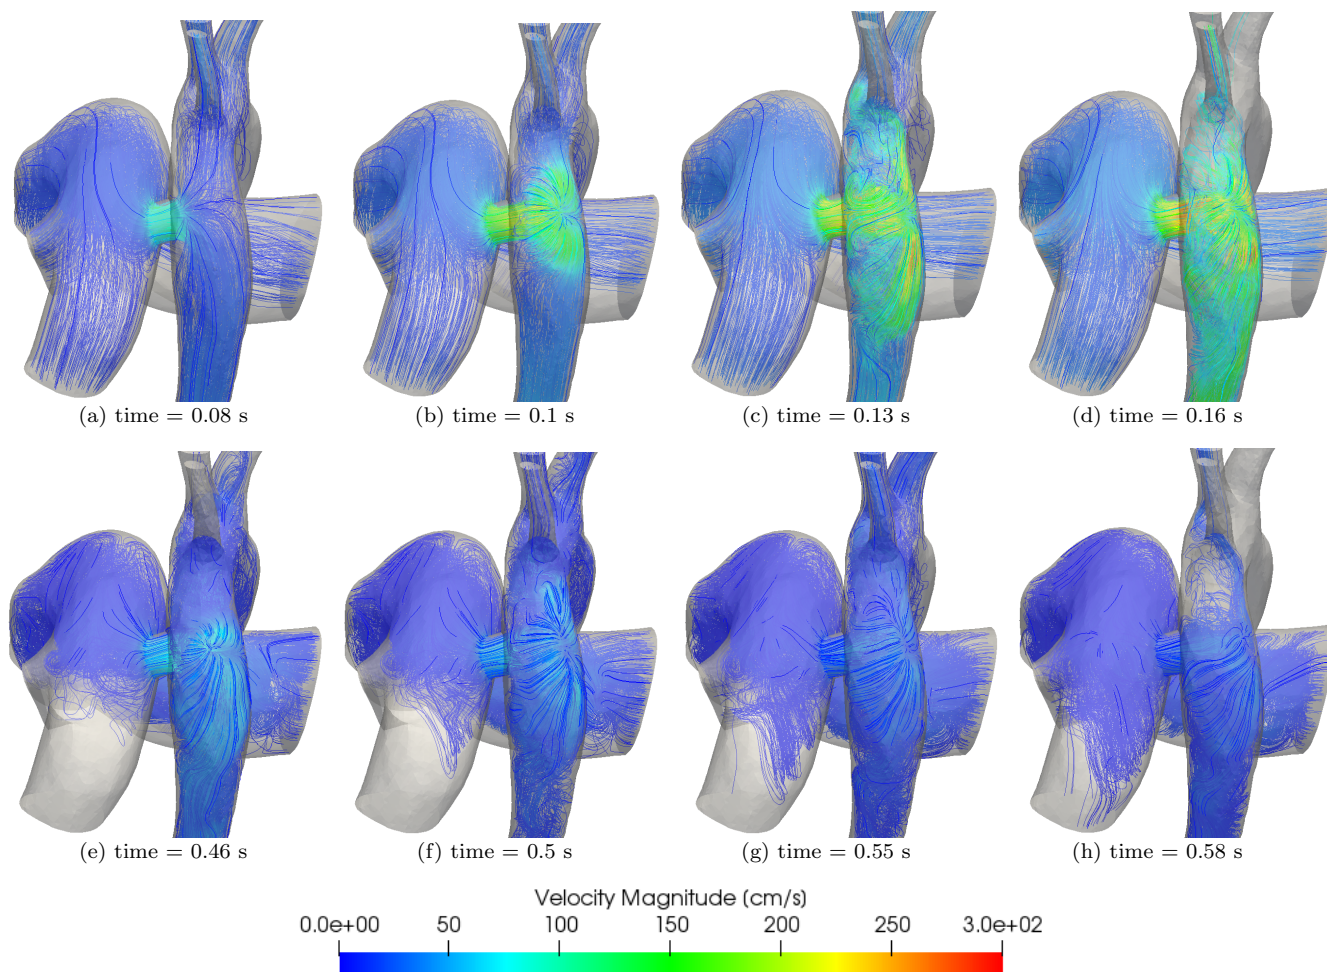 (a) time = 0.08 s
(b) time = 0.1 s
(c) time = 0.13 s
(d) time = 0.16 s
(e) time = 0.46 s
(f) time = 0.5 s
(g) time = 0.55 s
(h) time = 0.58 s
Velocity Magnitude (cm/s)
0.0e+00 50 100 150 200 250 3.0e+02